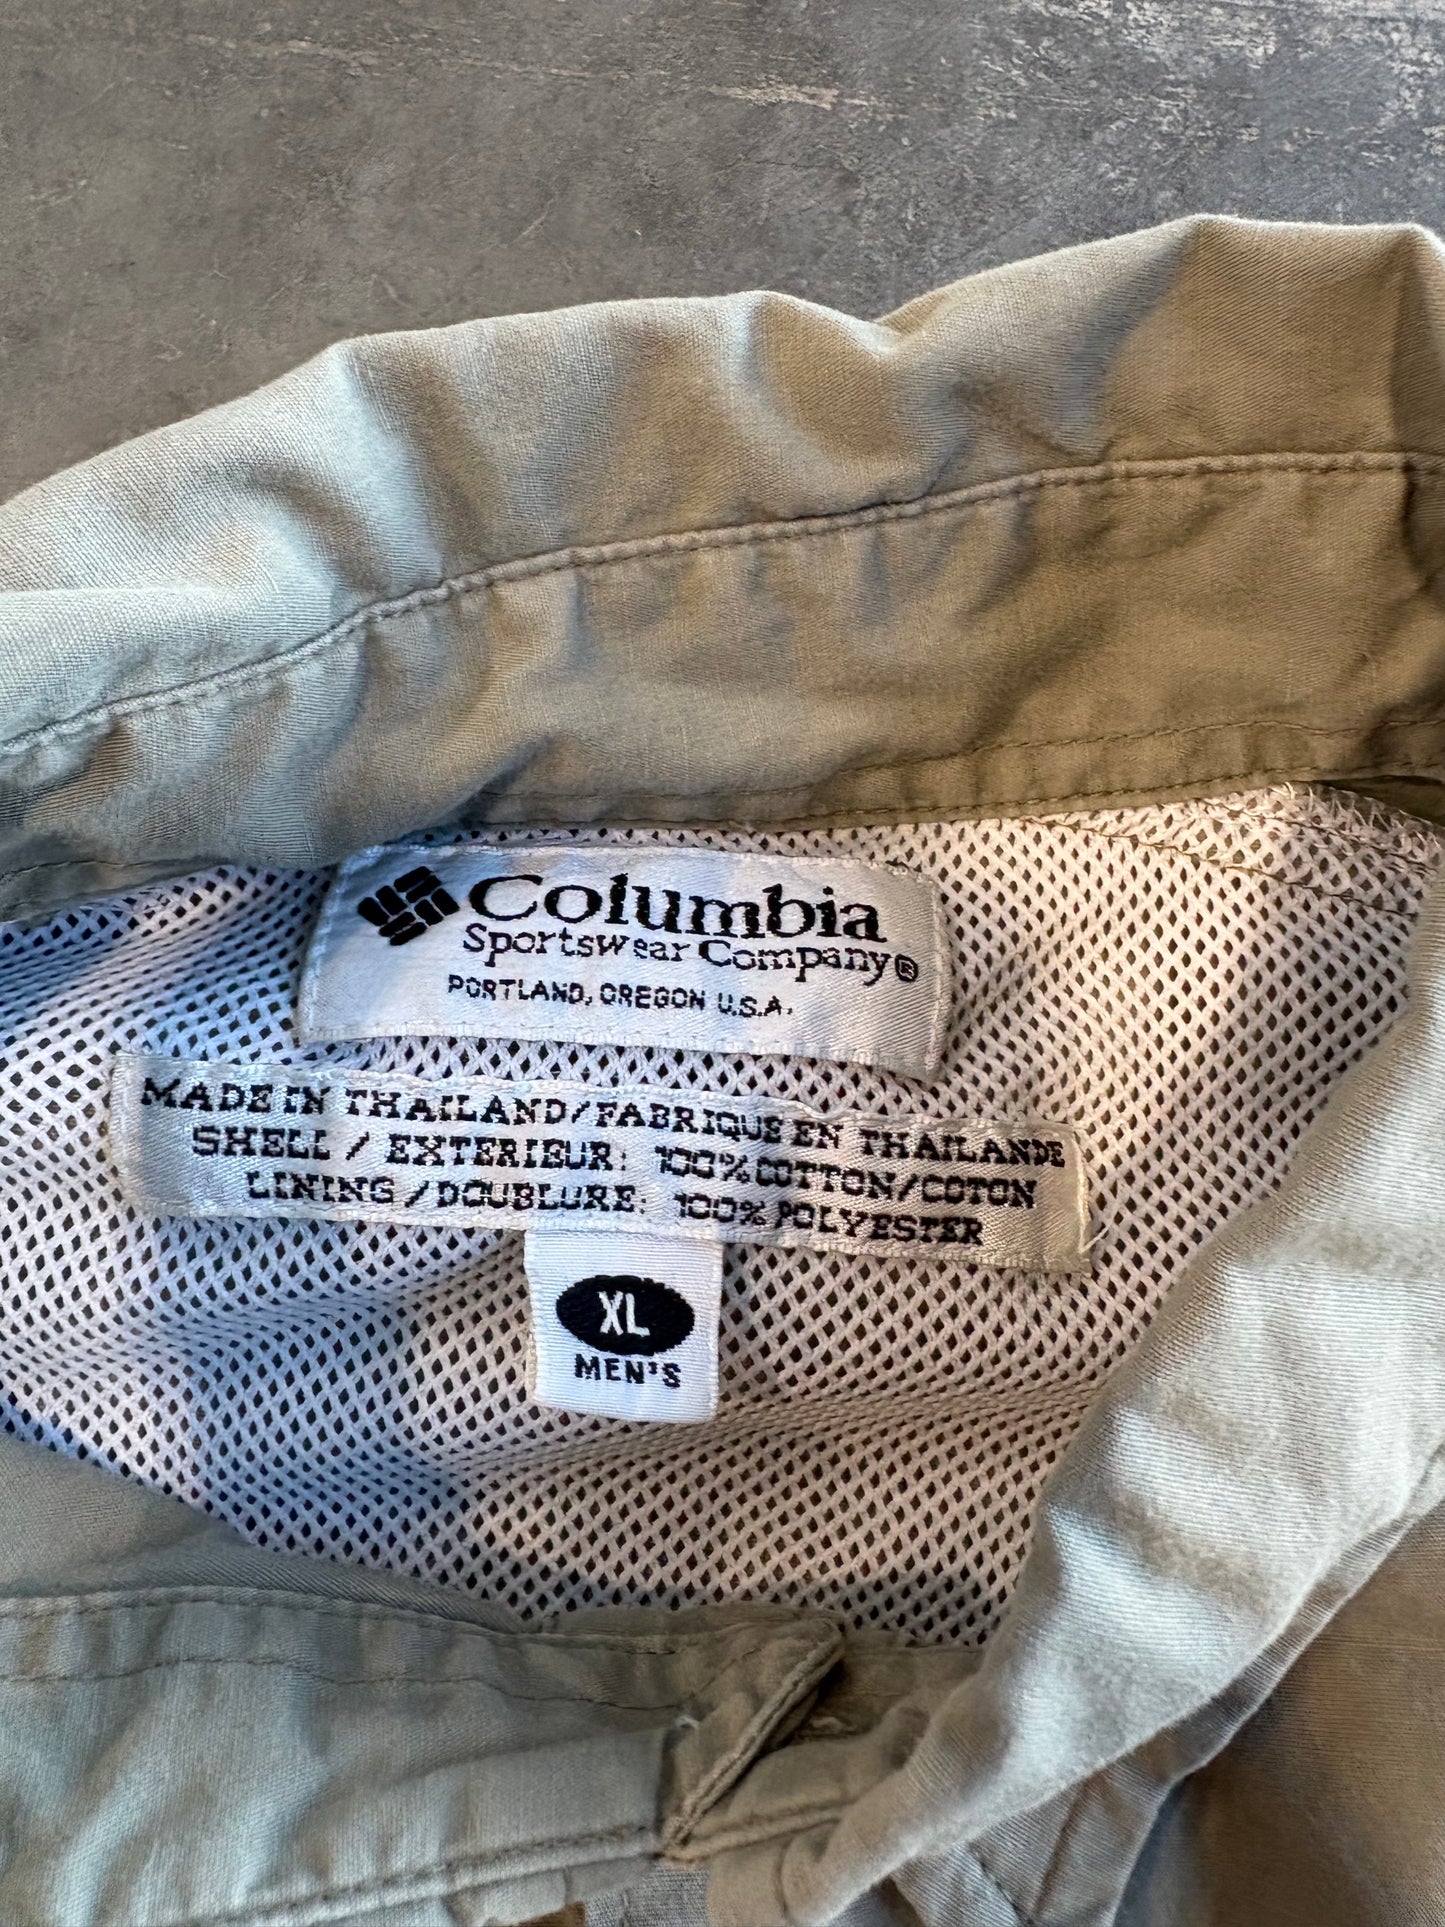 Columbia
Sportswear Company®
PORTLAND, OREGON U.S.A.
MADE IN THAILAND/FABRIQUE EN THAILANDE
SHELL / EXTERIEUR: 100% COTTON/COTON
LINING / DOUBLURE: 100% POLYESTER
XL
MEN'S